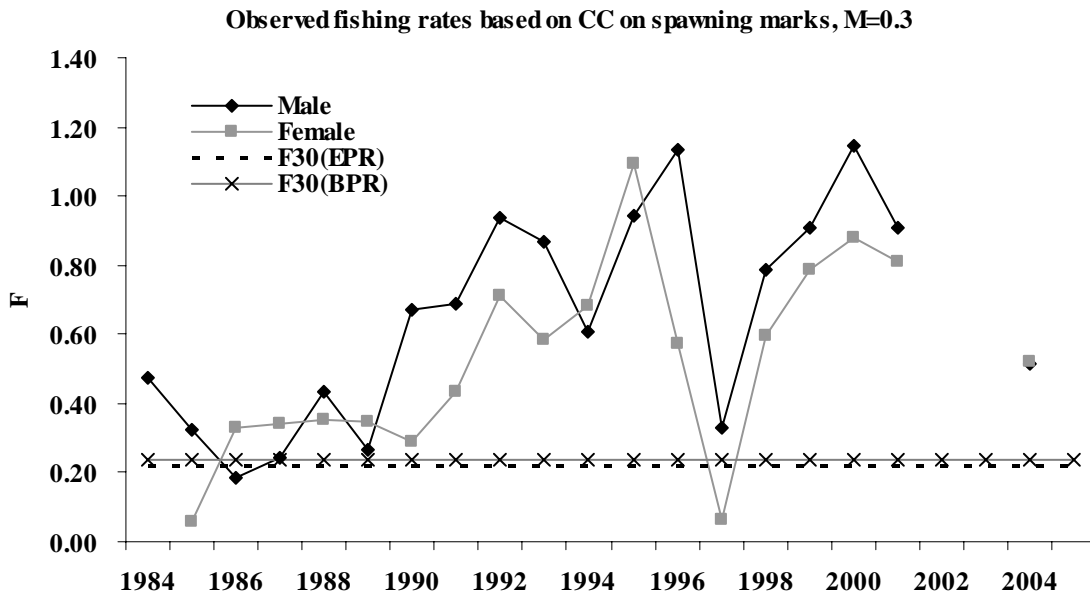 Observed fishing rates based on CC on spawning marks, M=0.3
1.40
1.20
1.00
0.80
0.60
0.40
0.20
0.00
F
Male
Female
F30(EPR)
F30(BPR)
1984 1986 1988 1990 1992 1994 1996 1998 2000 2002 2004